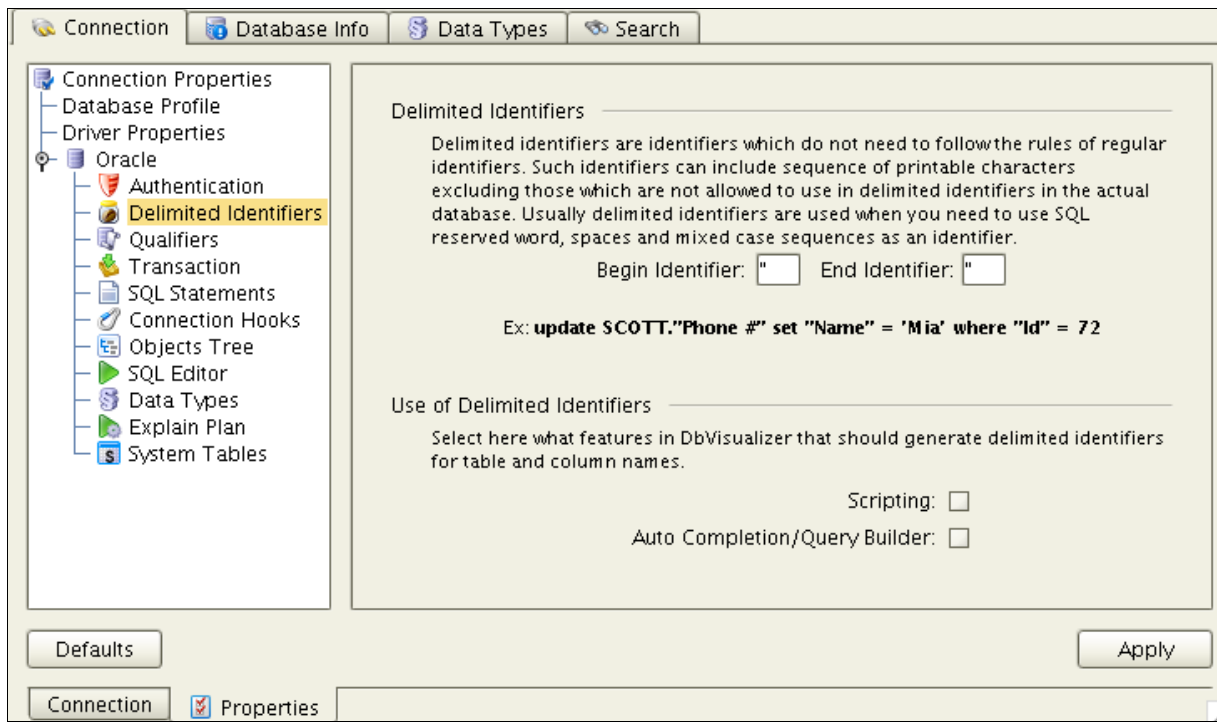 Connection
Database Info
Data Types
Search
Connection Properties
Database Profile
Driver Properties
Oracle
Authentication
Delimited Identifiers
Qualifiers
Transaction
SQL Statements
Connection Hooks
Objects Tree
SQL Editor
Data Types
Explain Plan
System Tables
Delimited Identifiers
Delimited identifiers are identifiers which do not need to follow the rules of regular
identifiers. Such identifiers can include sequence of printable characters
excluding those which are not allowed to use in delimited identifiers in the actual
database. Usually delimited identifiers are used when you need to use SQL
reserved word, spaces and mixed case sequences as an identifier.
Begin Identifier: " End Identifier: "
Ex: update SCOTT."Phone #" set "Name" = 'Mia' where "Id" = 72
Use of Delimited Identifiers
Select here what features in DbVisualizer that should generate delimited identifiers
for table and column names.
Scripting:
Auto Completion/Query Builder:
Defaults
Apply
Connection
Properties